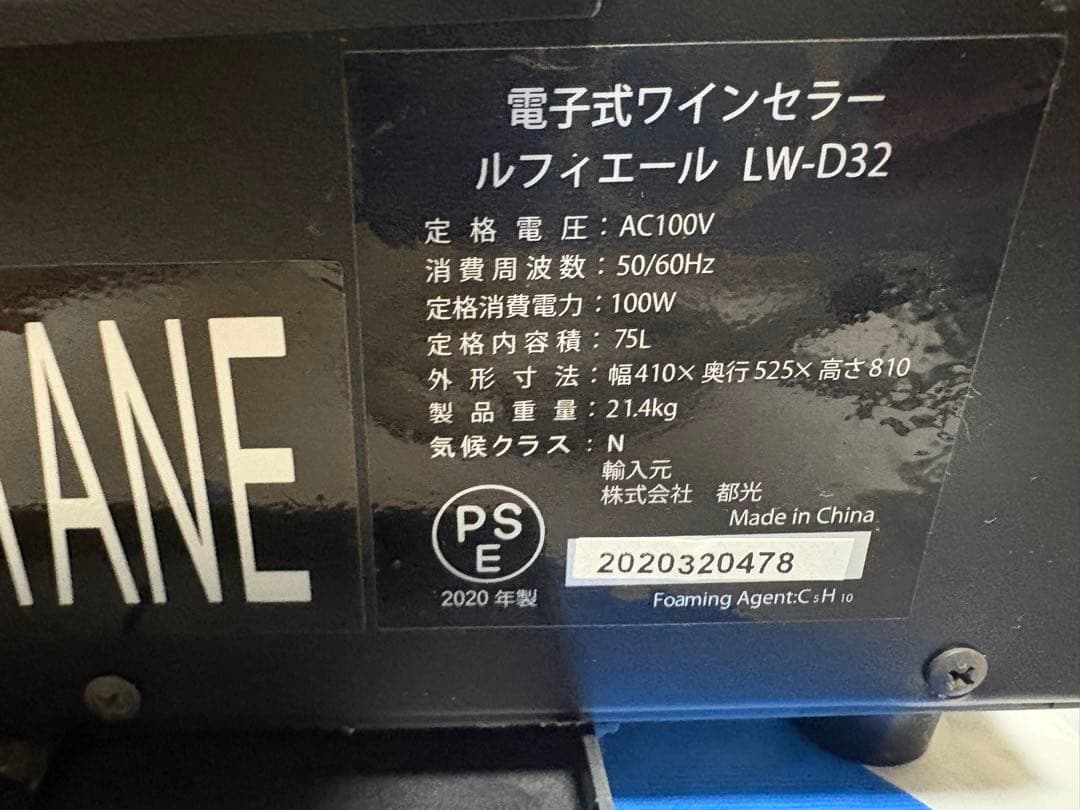 電子式ワインセラー
ルフィエール LW-D32
定格電圧：AC100V
消費周波数：50/60Hz
定格消費電力：100W
定格内容積：75L
外形寸法：幅410×奥行525×高さ810
製品重量：21.4kg
気候クラス：N
輸入元
株式会社 都光
Made in China
PSE
2020320478
2020年製
Foaming Agent:C5H10
ANE